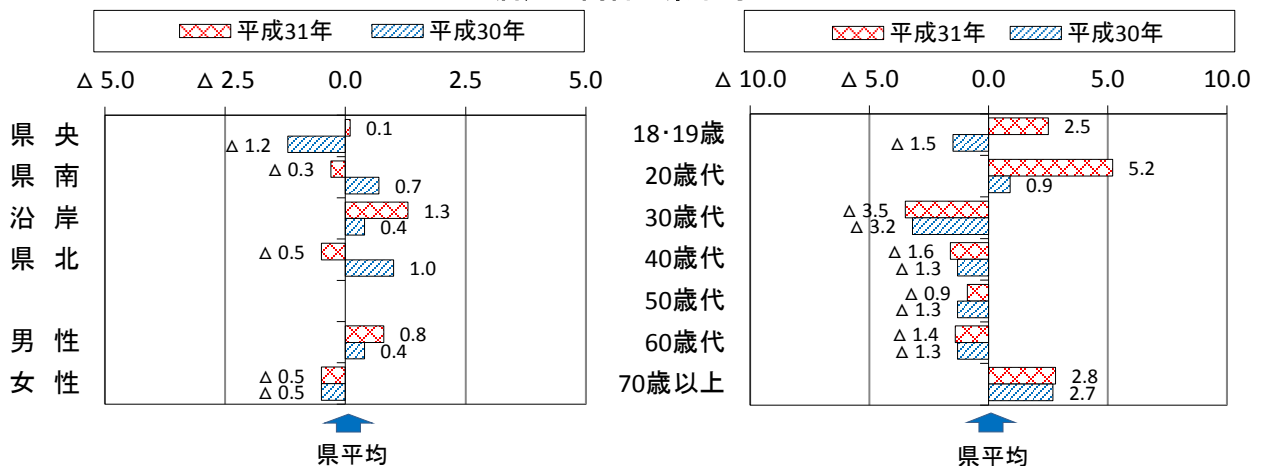 平成31年 平成30年
△ 5.0 △ 2.5 0.0 2.5 5.0
県 央 0.1
△ 1.2
県 南 △ 0.3
0.7
沿 岸 1.3
0.4
県 北 △ 0.5
1.0
男 性 0.8
0.4
女 性 △ 0.5
△ 0.5
県平均
平成31年 平成30年
△ 10.0 △ 5.0 0.0 5.0 10.0
18・19歳 2.5
△ 1.5
20歳代 5.2
0.9
30歳代 △ 3.5
△ 3.2
40歳代 △ 1.6
△ 1.3
50歳代 △ 0.9
△ 1.3
60歳代 △ 1.4
△ 1.3
70歳以上 2.8
2.7
県平均